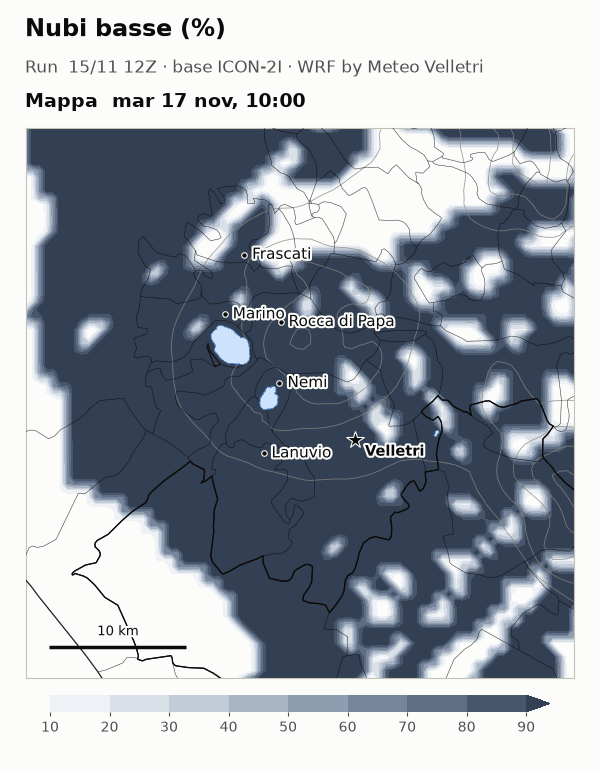 Nubi basse (%)
Run  15/11 12Z · base ICON-2I · WRF by Meteo Velletri
Mappa  mar 17 nov, 10:00
Frascati
Marino
Rocca di Papa
Nemi
Velletri
Lanuvio
10 km
10 20 30 40 50 60 70 80 90